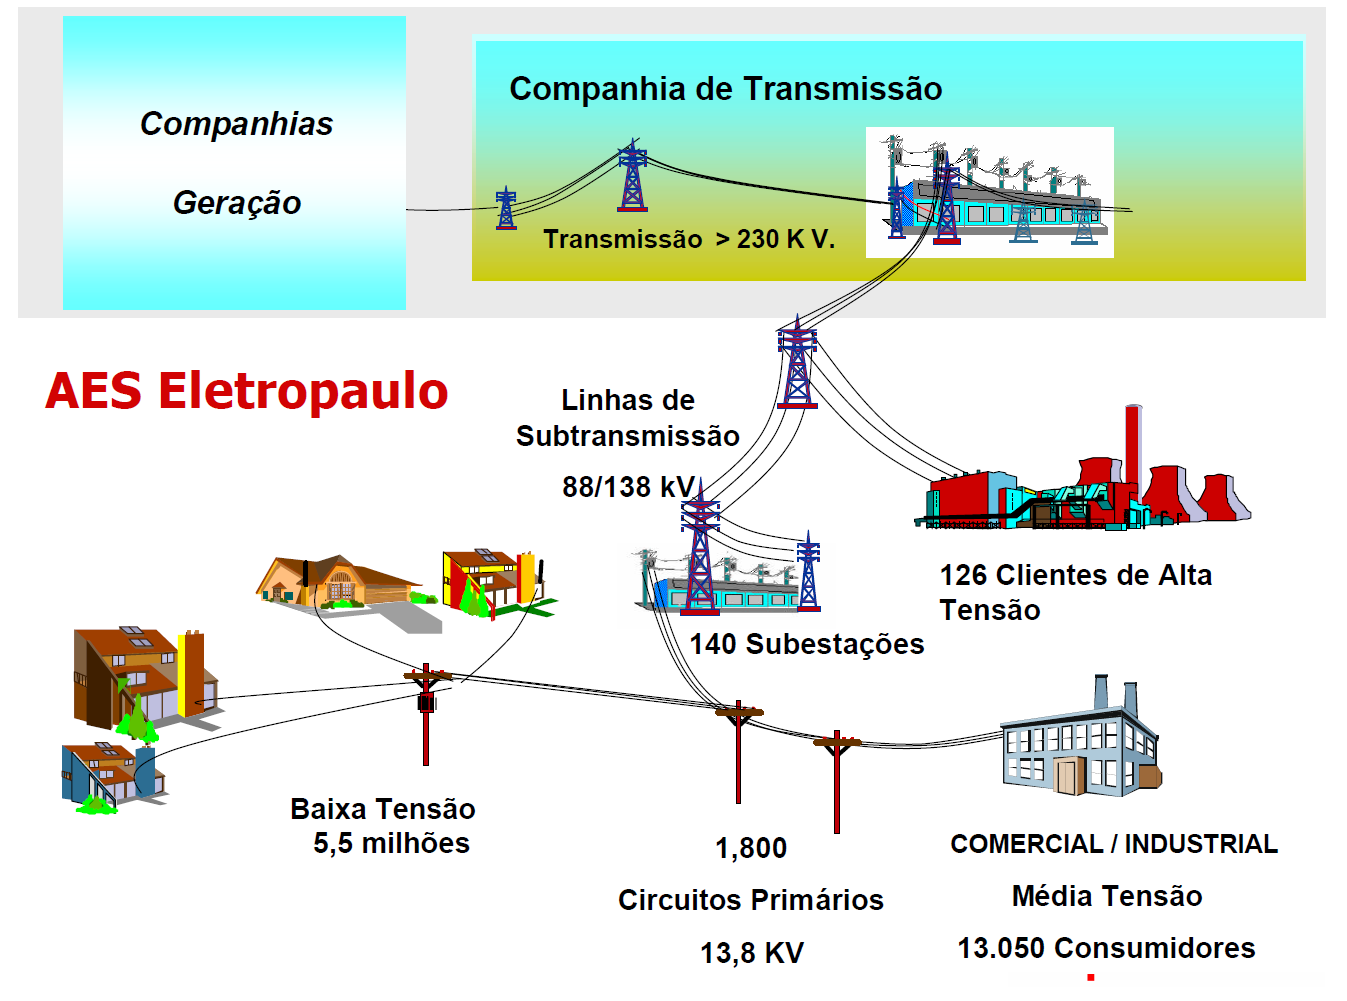 Companhias
Geração
Companhia de Transmissão
Transmissão > 230 K V.
AES Eletropaulo
Linhas de
Subtransmissão
88/138 kV
126 Clientes de Alta
Tensão
140 Subestações
Baixa Tensão
5,5 milhões
1,800
Circuitos Primários
13,8 KV
COMERCIAL / INDUSTRIAL
Média Tensão
13.050 Consumidores